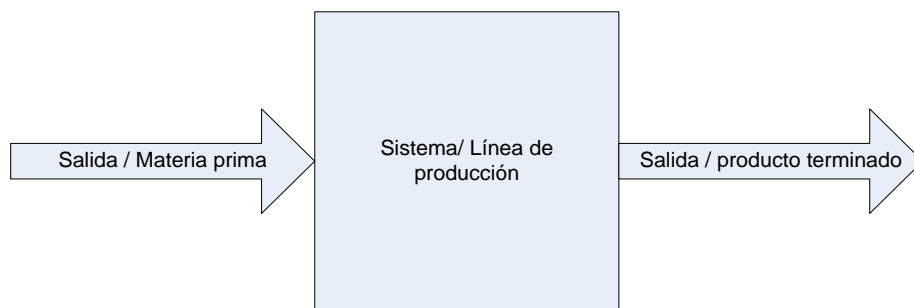 Salida / Materia prima
Sistema/ Línea de
producción
Salida / producto terminado